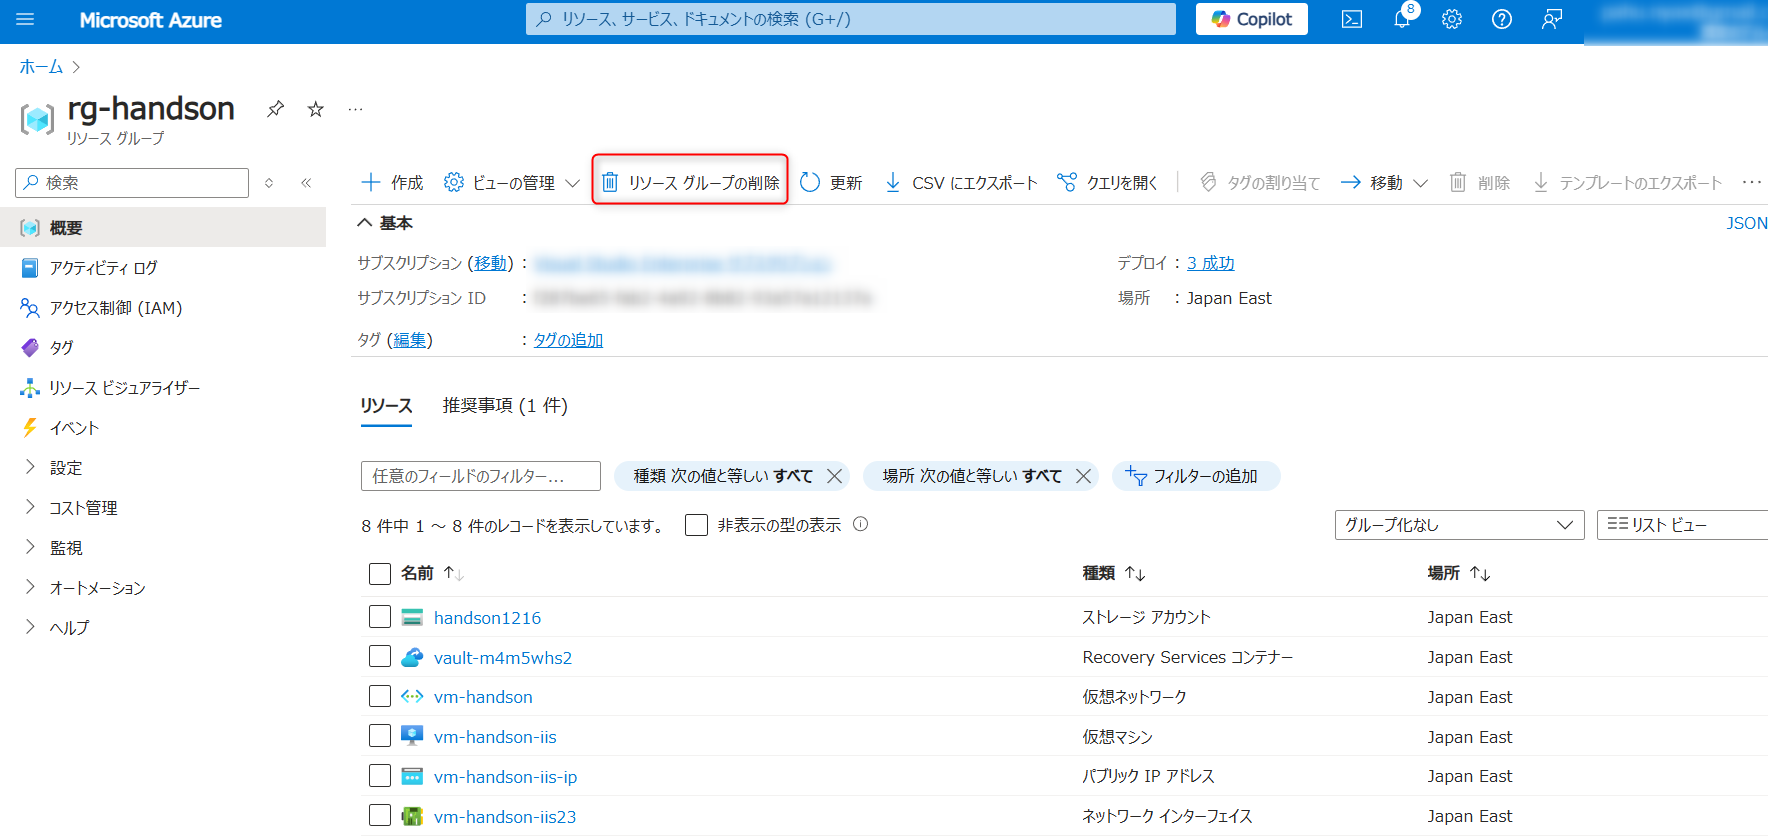 Microsoft Azure
リソース、サービス、ドキュメントの検索 (G+/)
Copilot
8
ホーム
rg-handson
リソース グループ
検索
作成 ビューの管理 リソース グループの削除 更新 CSV にエクスポート クエリを開く タグの割り当て 移動 削除 テンプレートのエクスポート
概要
アクティビティ ログ
アクセス制御 (IAM)
タグ
リソース ビジュアライザー
イベント
設定
コスト管理
監視
オートメーション
ヘルプ
基本
JSON
サブスクリプション (移動) :
デプロイ : 3 成功
サブスクリプション ID :
場所 : Japan East
タグ (編集) : タグの追加
リソース 推奨事項 (1 件)
任意のフィールドのフィルター... 種類 次の値と等しい すべて 場所 次の値と等しい すべて フィルターの追加
8 件中 1 ～ 8 件のレコードを表示しています。 非表示の型の表示
グループ化なし リスト ビュー
名前 種類 場所
handson1216 ストレージ アカウント Japan East
vault-m4m5whs2 Recovery Services コンテナー Japan East
vm-handson 仮想ネットワーク Japan East
vm-handson-iis 仮想マシン Japan East
vm-handson-iis-ip パブリック IP アドレス Japan East
vm-handson-iis23 ネットワーク インターフェイス Japan East